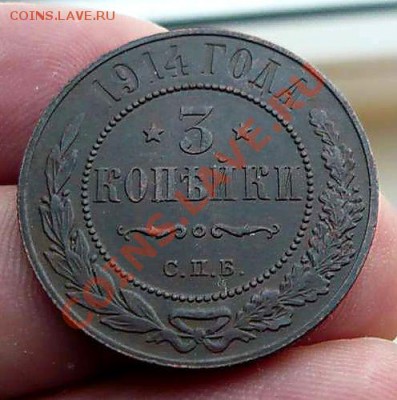 COINS.LAVE.RU
1914 ГОДА
3
КОПѢЙКИ
С.П.Б.
COINS.LAVE.RU